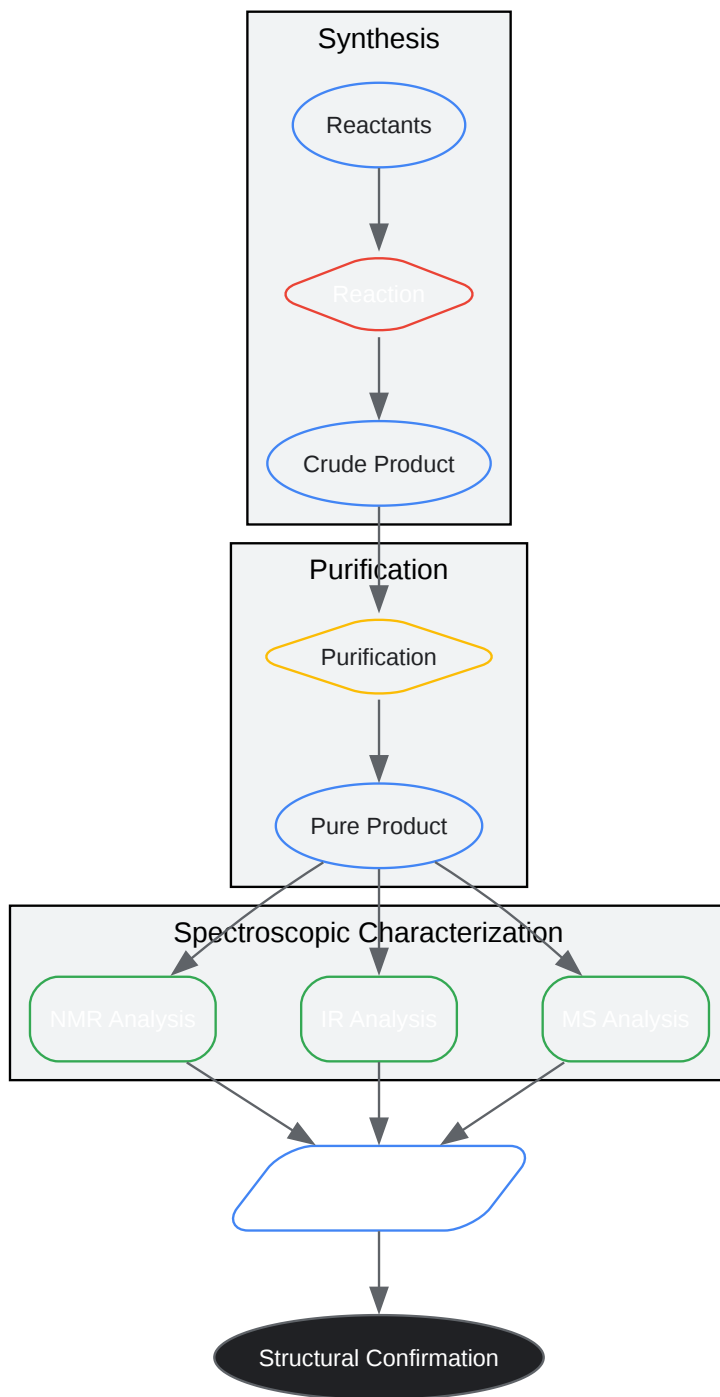 Synthesis
Reactants
Reaction
Crude Product
Purification
Purification
Pure Product
Spectroscopic Characterization
NMR Analysis
IR Analysis
MS Analysis
Structural Confirmation